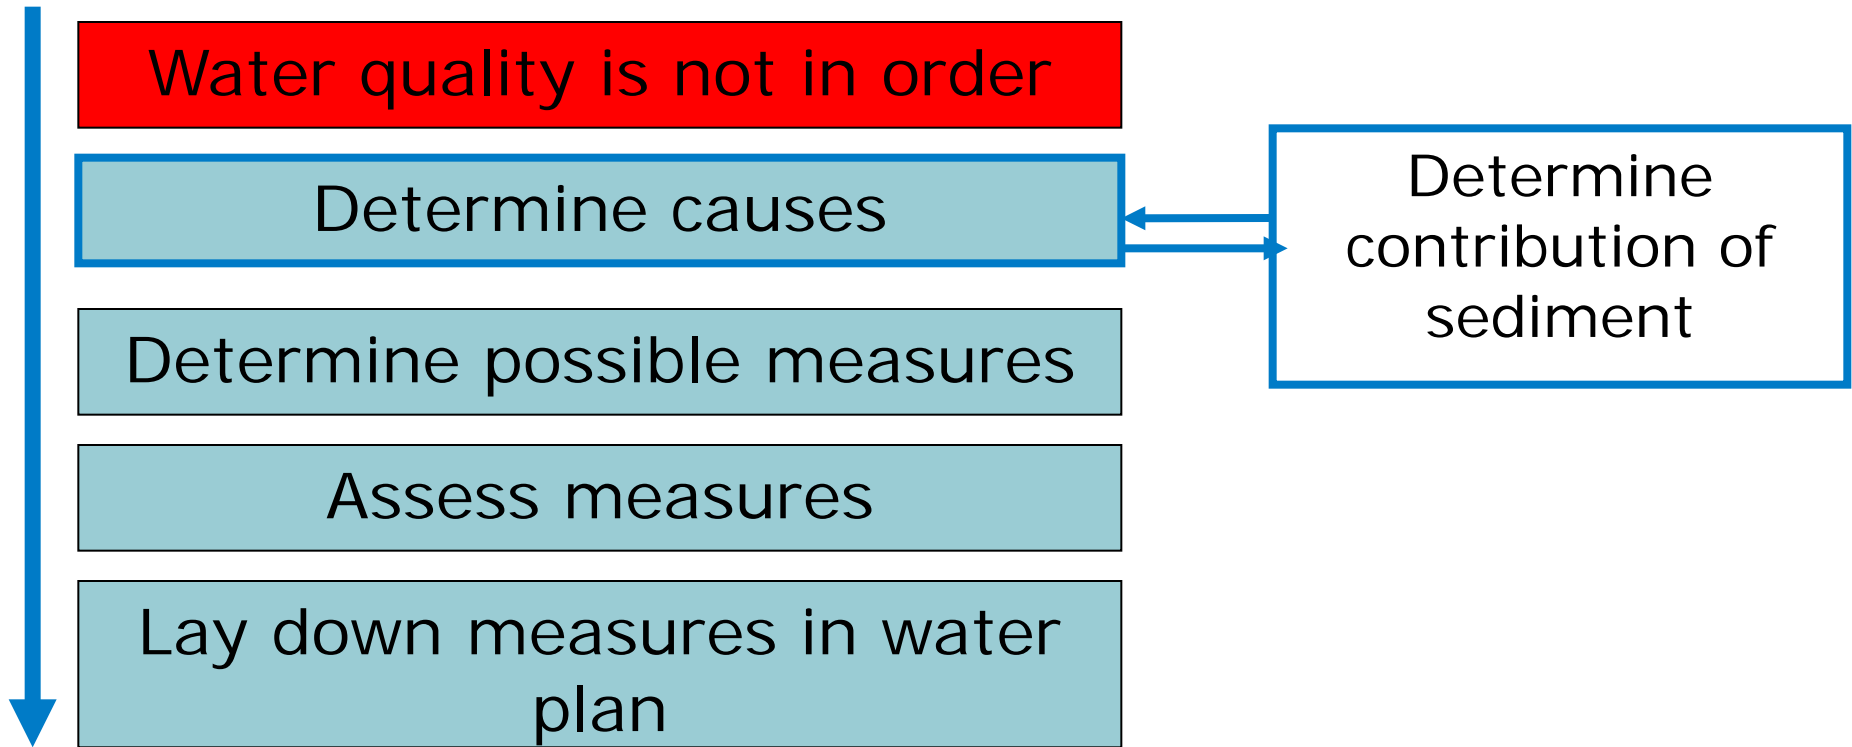 Water quality is not in order
Determine causes
Determine
contribution of
sediment
Determine possible measures
Assess measures
Lay down measures in water
plan